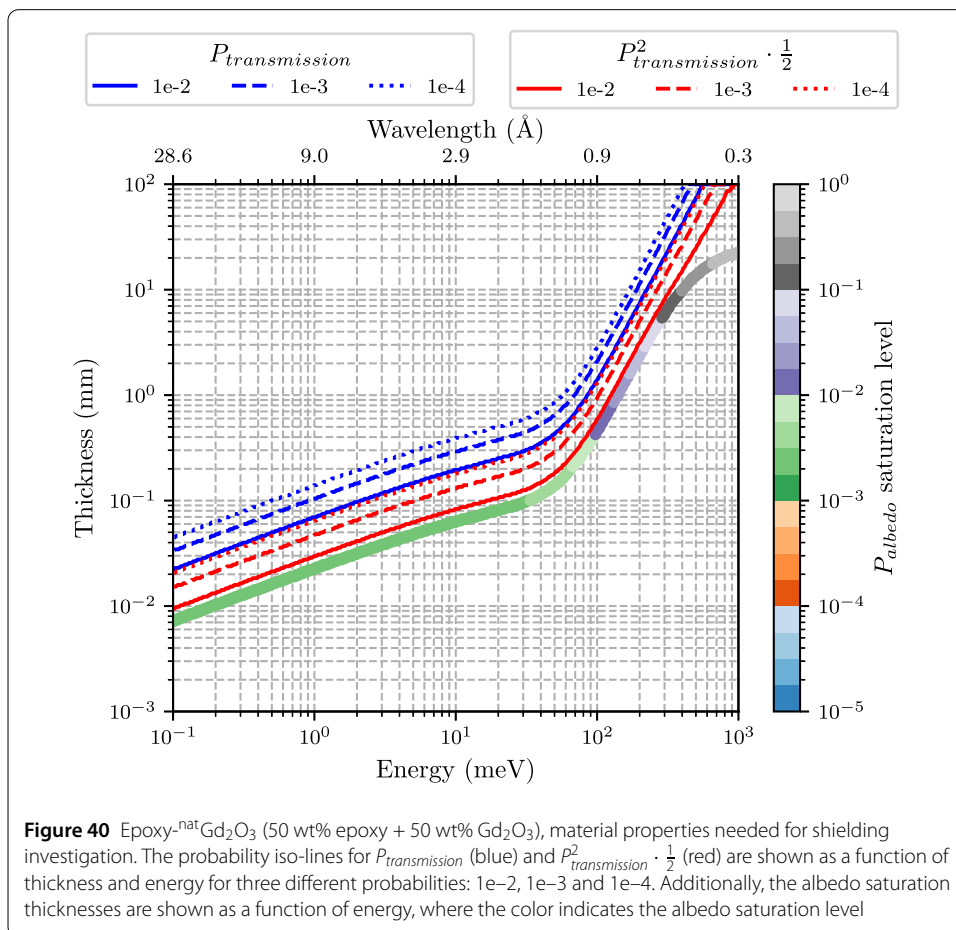 P_transmission
1e-2 1e-3 1e-4
P²_transmission · ½
1e-2 1e-3 1e-4
Wavelength (Å)
28.6 9.0 2.9 0.9 0.3
10²
10¹
10⁰
10⁻¹
10⁻²
10⁻³
Thickness (mm)
10⁻¹ 10⁰ 10¹ 10² 10³
Energy (meV)
10⁰
10⁻¹
10⁻²
10⁻³
10⁻⁴
10⁻⁵
P_albedo saturation level
Figure 40 Epoxy-ⁿᵃᵗGd₂O₃ (50 wt% epoxy + 50 wt% Gd₂O₃), material properties needed for shielding
investigation. The probability iso-lines for P_transmission (blue) and P²_transmission · ½ (red) are shown as a function of
thickness and energy for three different probabilities: 1e–2, 1e–3 and 1e–4. Additionally, the albedo saturation
thicknesses are shown as a function of energy, where the color indicates the albedo saturation level